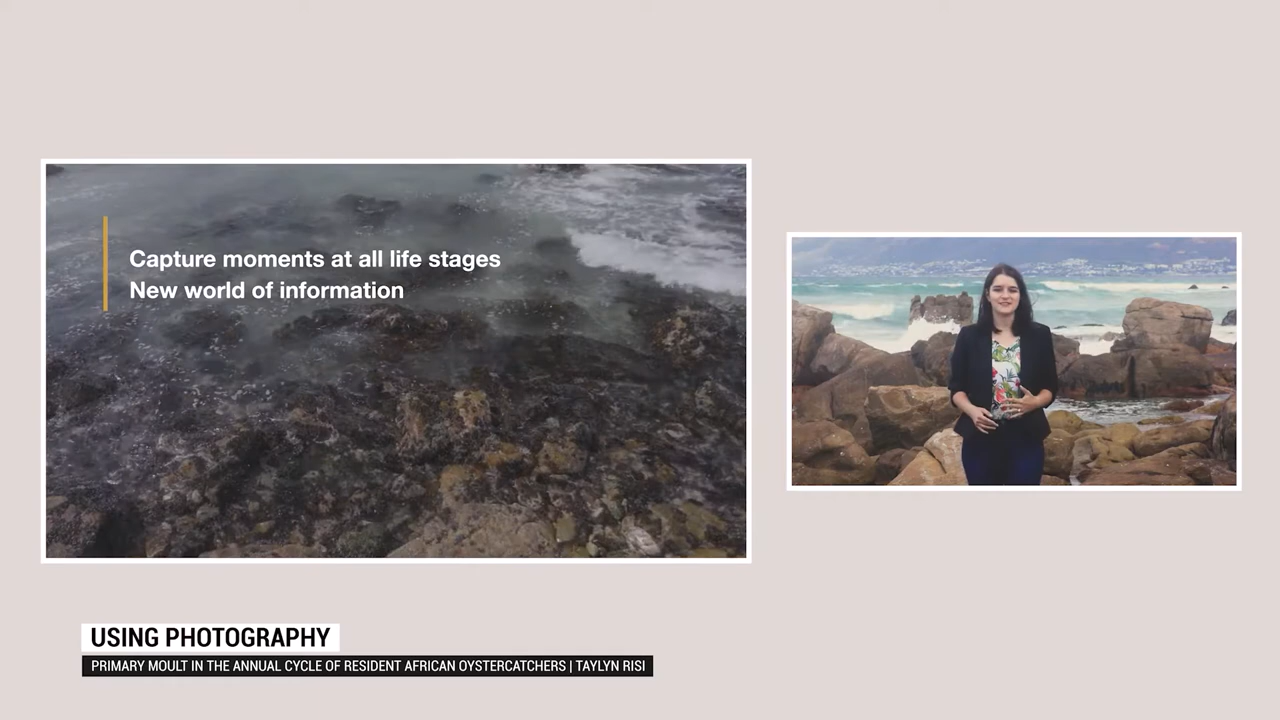 Capture moments at all life stages
New world of information
USING PHOTOGRAPHY
PRIMARY MOULT IN THE ANNUAL CYCLE OF RESIDENT AFRICAN OYSTERCATCHERS | TAYLYN RISI